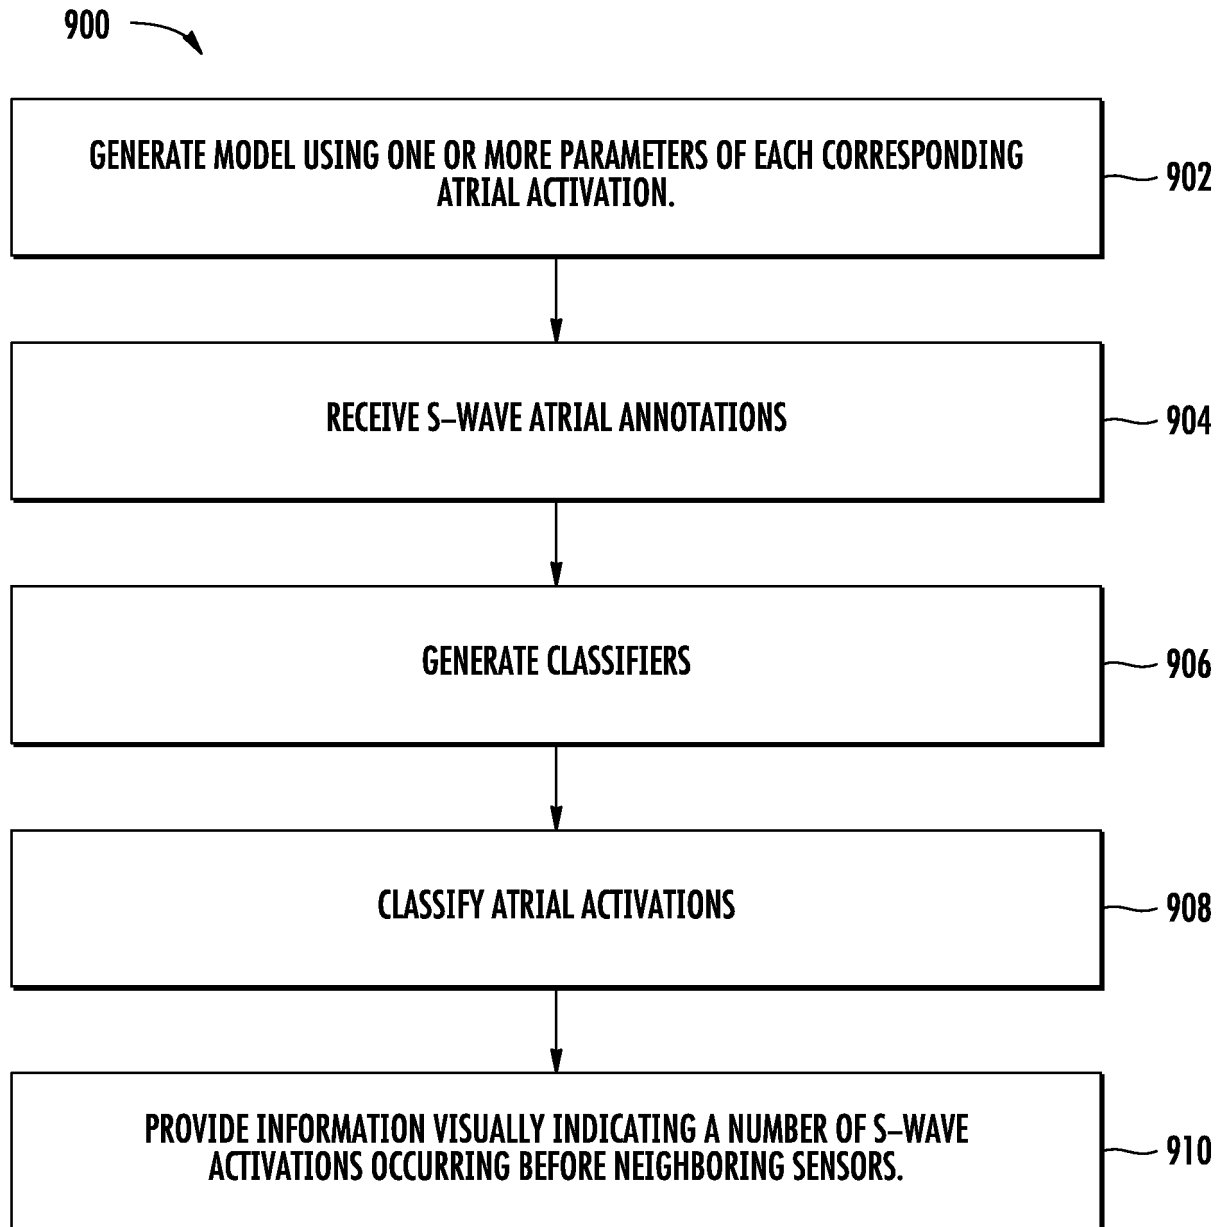 900
GENERATE MODEL USING ONE OR MORE PARAMETERS OF EACH CORRESPONDING
ATRIAL ACTIVATION.
902
RECEIVE S–WAVE ATRIAL ANNOTATIONS
904
GENERATE CLASSIFIERS
906
CLASSIFY ATRIAL ACTIVATIONS
908
PROVIDE INFORMATION VISUALLY INDICATING A NUMBER OF S–WAVE
ACTIVATIONS OCCURRING BEFORE NEIGHBORING SENSORS.
910